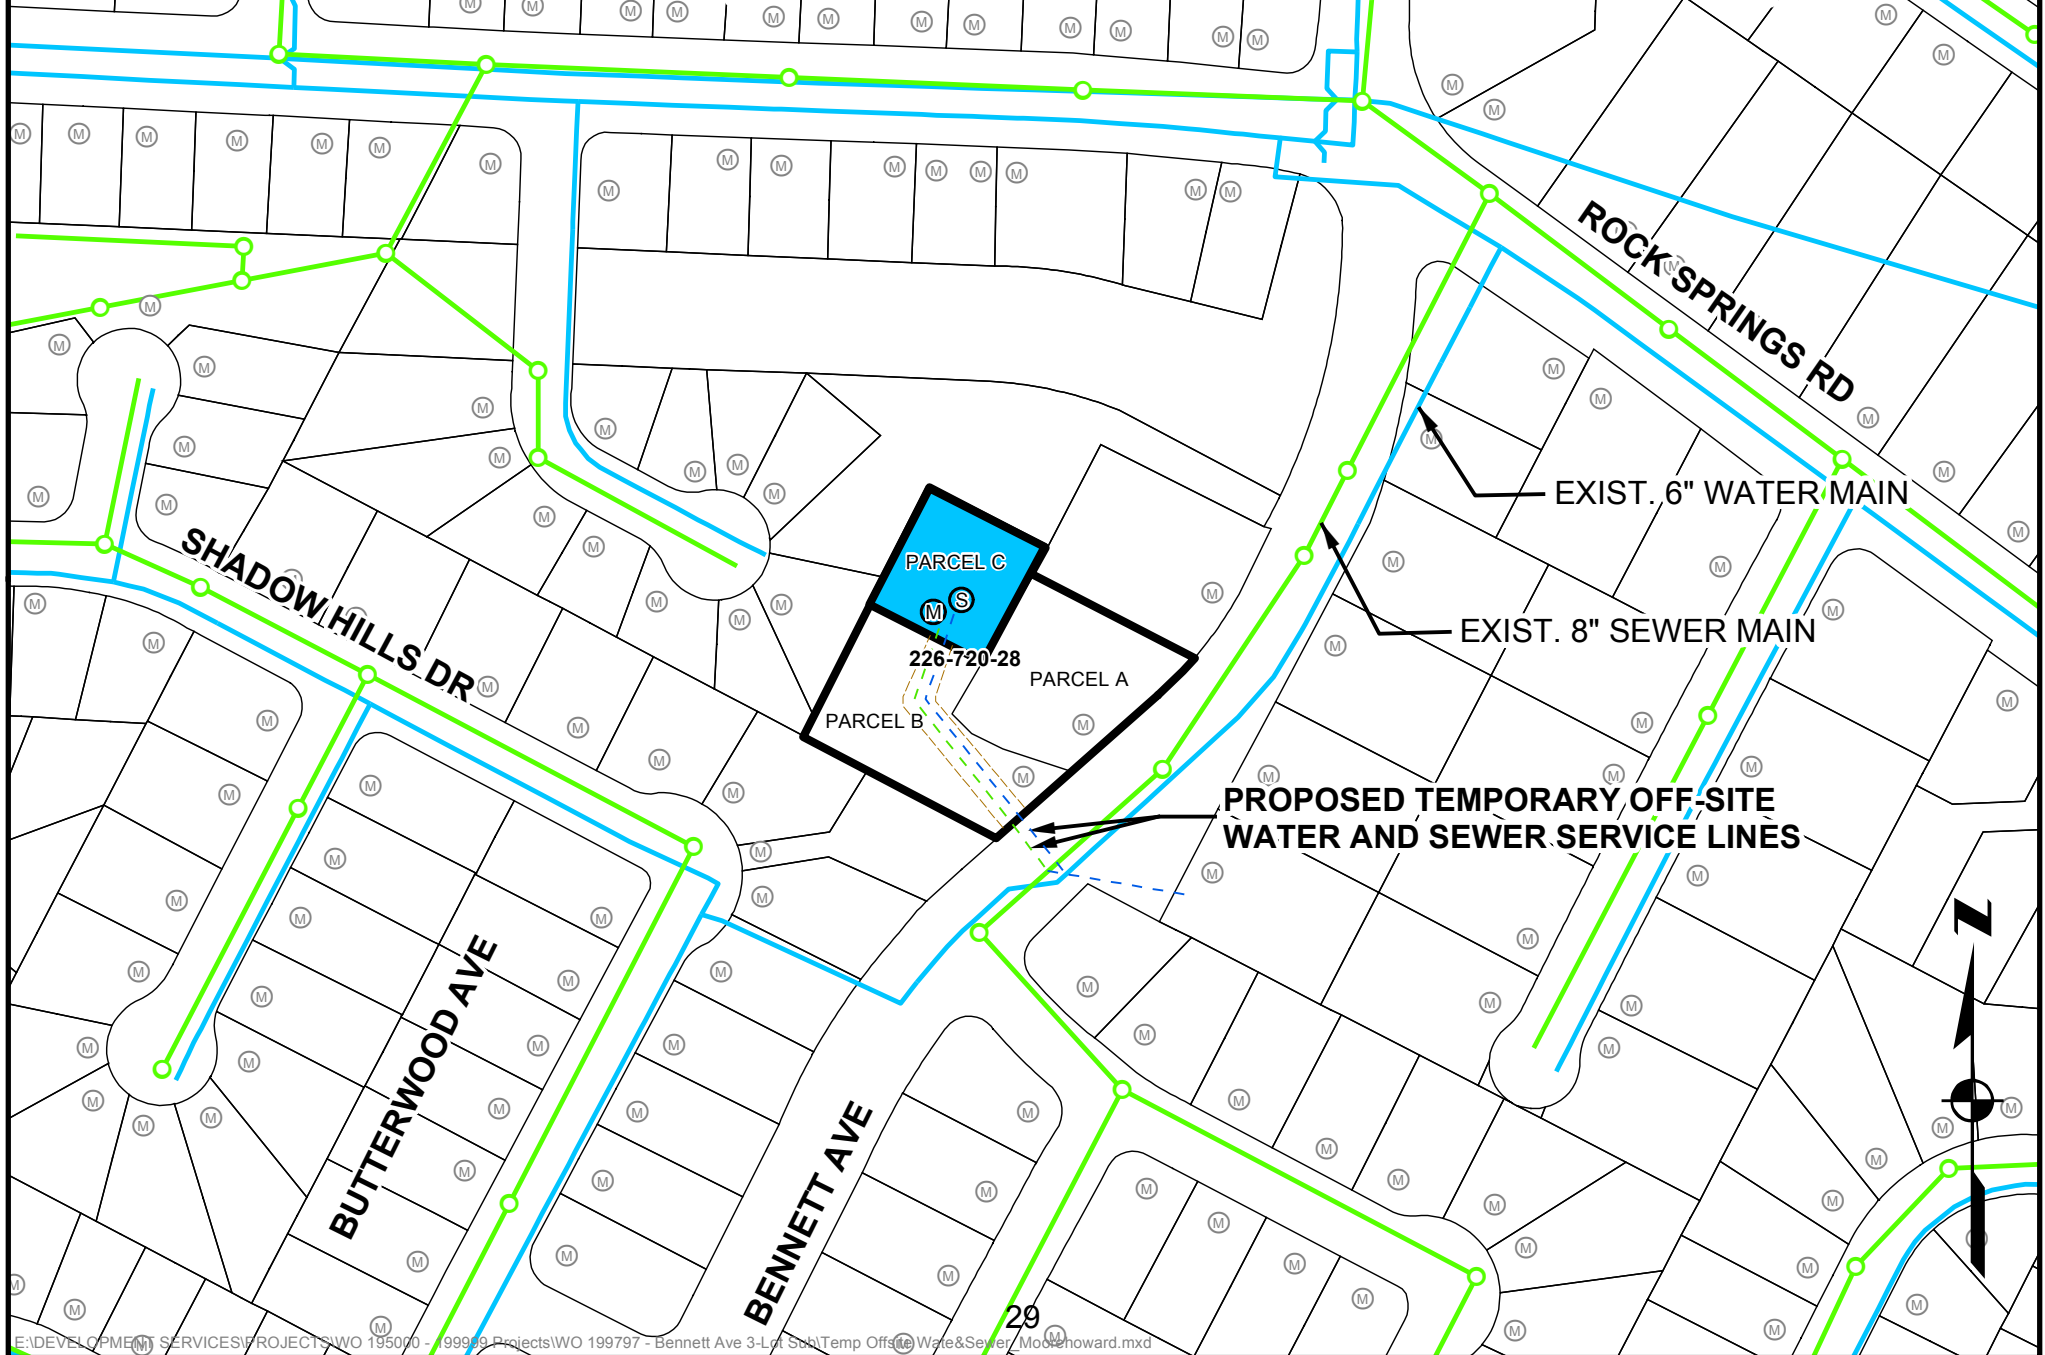 ROCK SPRINGS RD
EXIST. 6" WATER MAIN
SHADOW HILLS DR
PARCEL C
M S
EXIST. 8" SEWER MAIN
226-720-28
PARCEL A
PARCEL B
PROPOSED TEMPORARY OFF-SITE
WATER AND SEWER SERVICE LINES
BUTTERWOOD AVE
BENNETT AVE
Z
29
E:\DEVELOPMENT SERVICES\PROJECTS\WO 195000 - 199999 Projects\WO 199797 - Bennett Ave 3-Lot Sub\Temp Offsite Wate&Sewer_Moorehoward.mxd